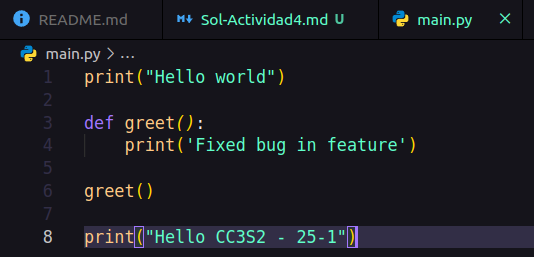 README.md Sol-Actividad4.md U main.py ×
main.py > ...
1 print("Hello world")
2
3 def greet():
4     print('Fixed bug in feature')
5
6 greet()
7
8 print("Hello CC3S2 - 25-1")